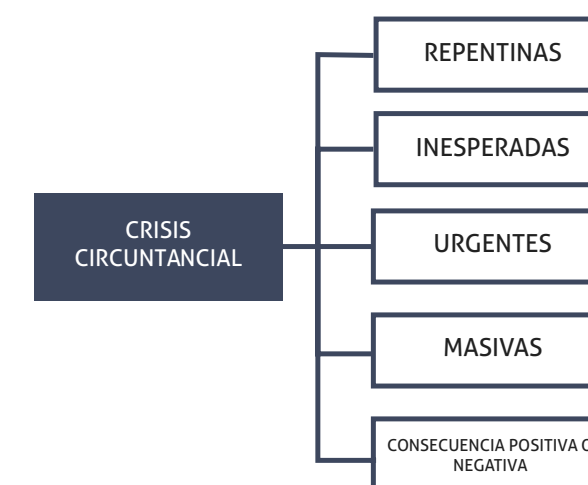 REPENTINAS
INESPERADAS
CRISIS
CIRCUNTANCIAL
URGENTES
MASIVAS
CONSECUENCIA POSITIVA O
NEGATIVA